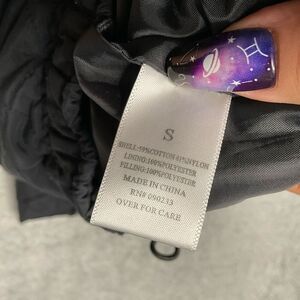 S
SHELL:59%COTTON 41%NYLON
LINING:100%POLYESTER
FILLING:100%POLYESTER
MADE IN CHINA
RN# 090233
OVER FOR CARE